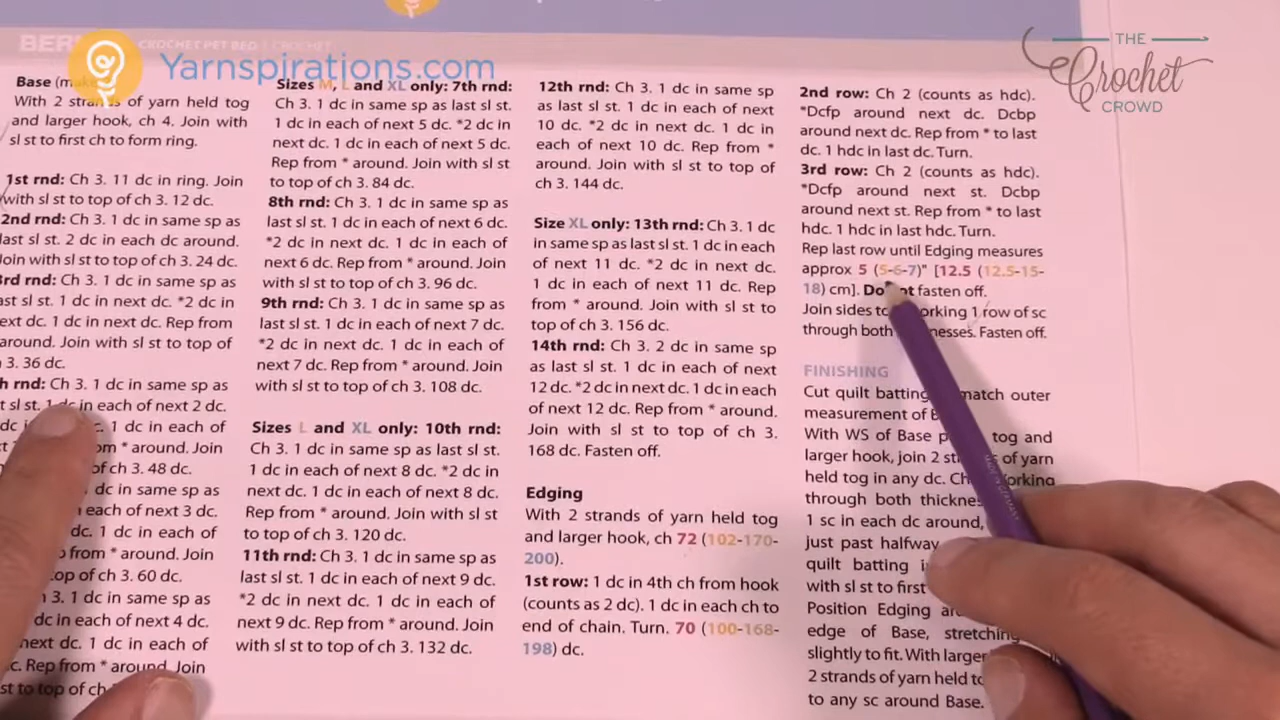 BER
CROCHET PET BED | CROCHET
Yarnspirations.com
THE
Crochet
CROWD
Base
With 2 strands of yarn held tog
and larger hook, ch 4. Join with
sl st to first ch to form ring.
1st rnd: Ch 3. 11 dc in ring. Join
with sl st to top of ch 3. 12 dc.
2nd rnd: Ch 3. 1 dc in same sp as
last sl st. 2 dc in each dc around.
Join with sl st to top of ch 3. 24 dc.
rd rnd: Ch 3. 1 dc in same sp as
sl st. 1 dc in next dc. *2 dc in
ext dc. 1 dc in next dc. Rep from
around. Join with sl st to top of
3. 36 dc.
h rnd: Ch 3. 1 dc in same sp as
t sl st. 1 dc in each of next 2 dc.
dc 1 dc in each of
om * around. Join
of ch 3. 48 dc.
dc in same sp as
each of next 3 dc.
dc. 1 dc in each of
from * around. Join
top of ch 3. 60 dc.
3. 1 dc in same sp as
dc in each of next 4 dc.
next dc. 1 dc in each of
c. Rep from * around. Join
st to top of ch
Sizes M, L and XL only: 7th rnd:
Ch 3. 1 dc in same sp as last sl st.
1 dc in each of next 5 dc. *2 dc in
next dc. 1 dc in each of next 5 dc.
Rep from * around. Join with sl st
to top of ch 3. 84 dc.
8th rnd: Ch 3. 1 dc in same sp as
last sl st. 1 dc in each of next 6 dc.
*2 dc in next dc. 1 dc in each of
next 6 dc. Rep from * around. Join
with sl st to top of ch 3. 96 dc.
9th rnd: Ch 3. 1 dc in same sp as
last sl st. 1 dc in each of next 7 dc.
*2 dc in next dc. 1 dc in each of
next 7 dc. Rep from * around. Join
with sl st to top of ch 3. 108 dc.
Sizes L and XL only: 10th rnd:
Ch 3. 1 dc in same sp as last sl st.
1 dc in each of next 8 dc. *2 dc in
next dc. 1 dc in each of next 8 dc.
Rep from * around. Join with sl st
to top of ch 3. 120 dc.
11th rnd: Ch 3. 1 dc in same sp as
last sl st. 1 dc in each of next 9 dc.
*2 dc in next dc. 1 dc in each of
next 9 dc. Rep from * around. Join
with sl st to top of ch 3. 132 dc.
12th rnd: Ch 3. 1 dc in same sp
as last sl st. 1 dc in each of next
10 dc. *2 dc in next dc. 1 dc in
each of next 10 dc. Rep from *
around. Join with sl st to top of
ch 3. 144 dc.
Size XL only: 13th rnd: Ch 3. 1 dc
in same sp as last sl st. 1 dc in each
of next 11 dc. *2 dc in next dc.
1 dc in each of next 11 dc. Rep
from * around. Join with sl st to
top of ch 3. 156 dc.
14th rnd: Ch 3. 2 dc in same sp
as last sl st. 1 dc in each of next
12 dc. *2 dc in next dc. 1 dc in each
of next 12 dc. Rep from * around.
Join with sl st to top of ch 3.
168 dc. Fasten off.
Edging
With 2 strands of yarn held tog
and larger hook, ch 72 (102-170-
200).
1st row: 1 dc in 4th ch from hook
(counts as 2 dc). 1 dc in each ch to
end of chain. Turn. 70 (100-168-
198) dc.
2nd row: Ch 2 (counts as hdc).
*Dcfp around next dc. Dcbp
around next dc. Rep from * to last
dc. 1 hdc in last dc. Turn.
3rd row: Ch 2 (counts as hdc).
*Dcfp around next st. Dcbp
around next st. Rep from * to last
hdc. 1 hdc in last hdc. Turn.
Rep last row until Edging measures
approx 5 (5-6-7)" [12.5 (12.5-15-
18) cm]. Do not fasten off.
Join sides working 1 row of sc
through both Fasten off.
FINISHING
Cut quilt batting match outer
measurement of
With WS of Base tog and
larger hook, join 2 of yarn
held tog in any dc. Working
through both
1 sc in each dc around,
just past halfway
quilt batting
with sl st to first
Position Edging
edge of Base, stretching
slightly to fit. With larger
2 strands of yarn held
to any sc around Base.